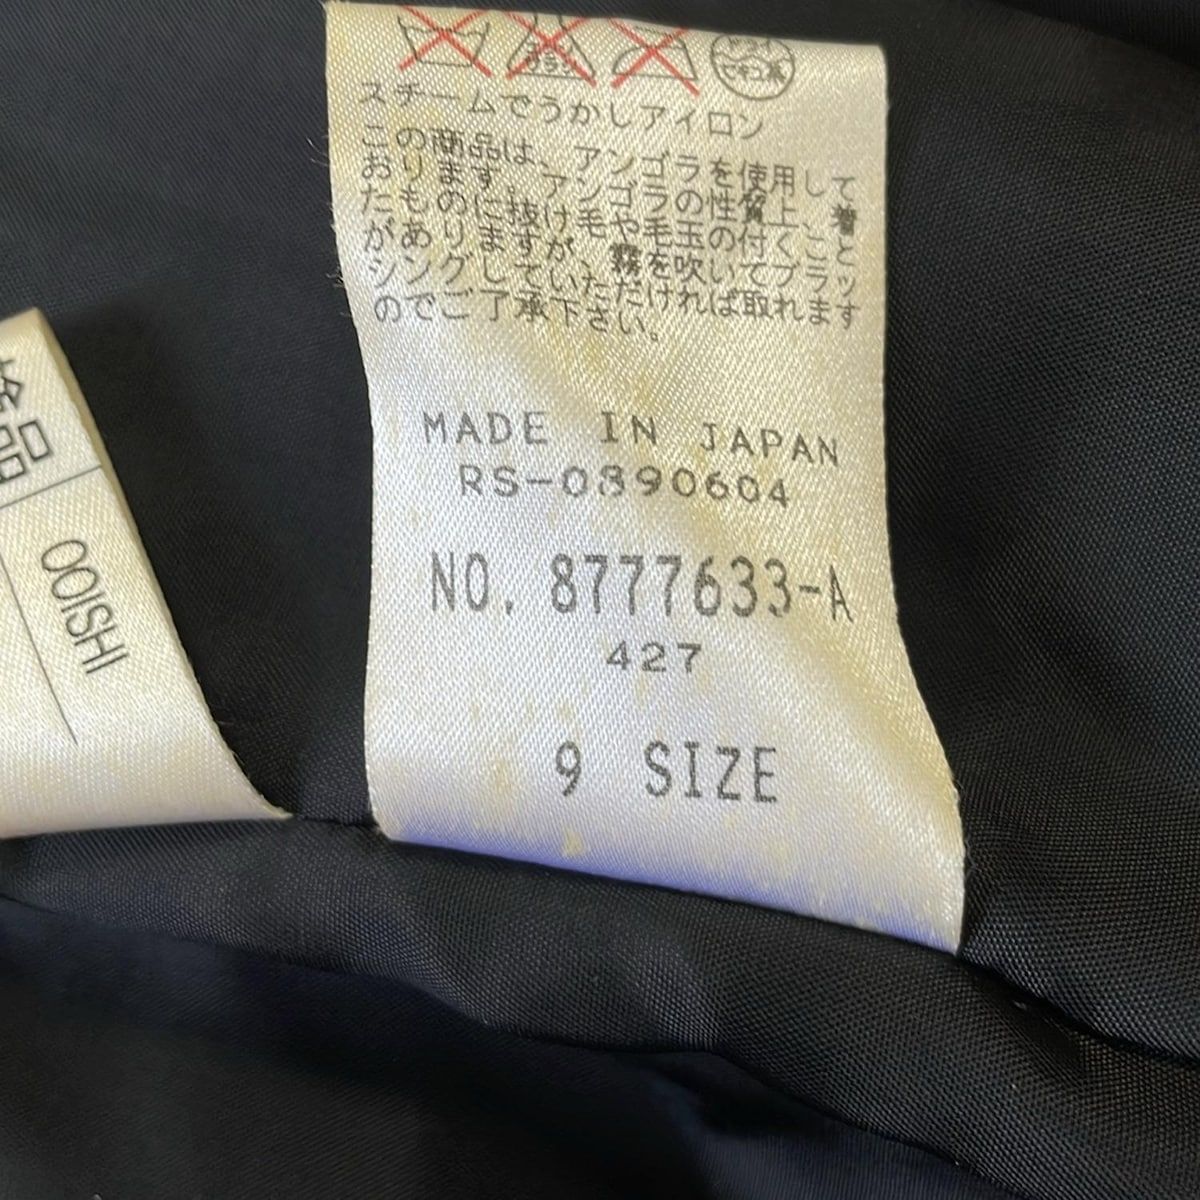 スチームでうかしアイロン
この商品は、アンゴラを使用して
おります。アンゴラの性質上、着
たものに抜け毛や毛玉の付くこと
がありますが、霧を吹いてブラッ
シングしていただければ取れます
のでご了承下さい。
MADE IN JAPAN
RS-0890604
NO. 8777633-A
427
9 SIZE
検品
OOISHI